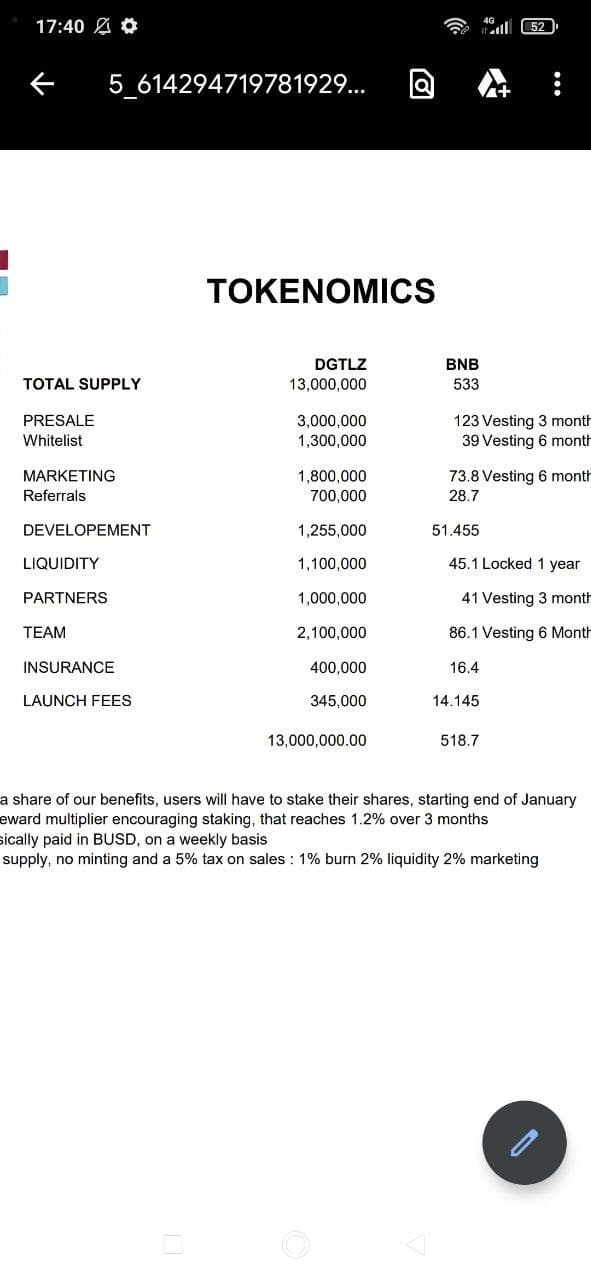 17:40 4G 52
5_614294719781929...
TOKENOMICS
DGTLZ BNB
TOTAL SUPPLY 13,000,000 533
PRESALE 3,000,000 123 Vesting 3 month
Whitelist 1,300,000 39 Vesting 6 month
MARKETING 1,800,000 73.8 Vesting 6 month
Referrals 700,000 28.7
DEVELOPEMENT 1,255,000 51.455
LIQUIDITY 1,100,000 45.1 Locked 1 year
PARTNERS 1,000,000 41 Vesting 3 month
TEAM 2,100,000 86.1 Vesting 6 Month
INSURANCE 400,000 16.4
LAUNCH FEES 345,000 14.145
13,000,000.00 518.7
a share of our benefits, users will have to stake their shares, starting end of January
eward multiplier encouraging staking, that reaches 1.2% over 3 months
sically paid in BUSD, on a weekly basis
supply, no minting and a 5% tax on sales : 1% burn 2% liquidity 2% marketing